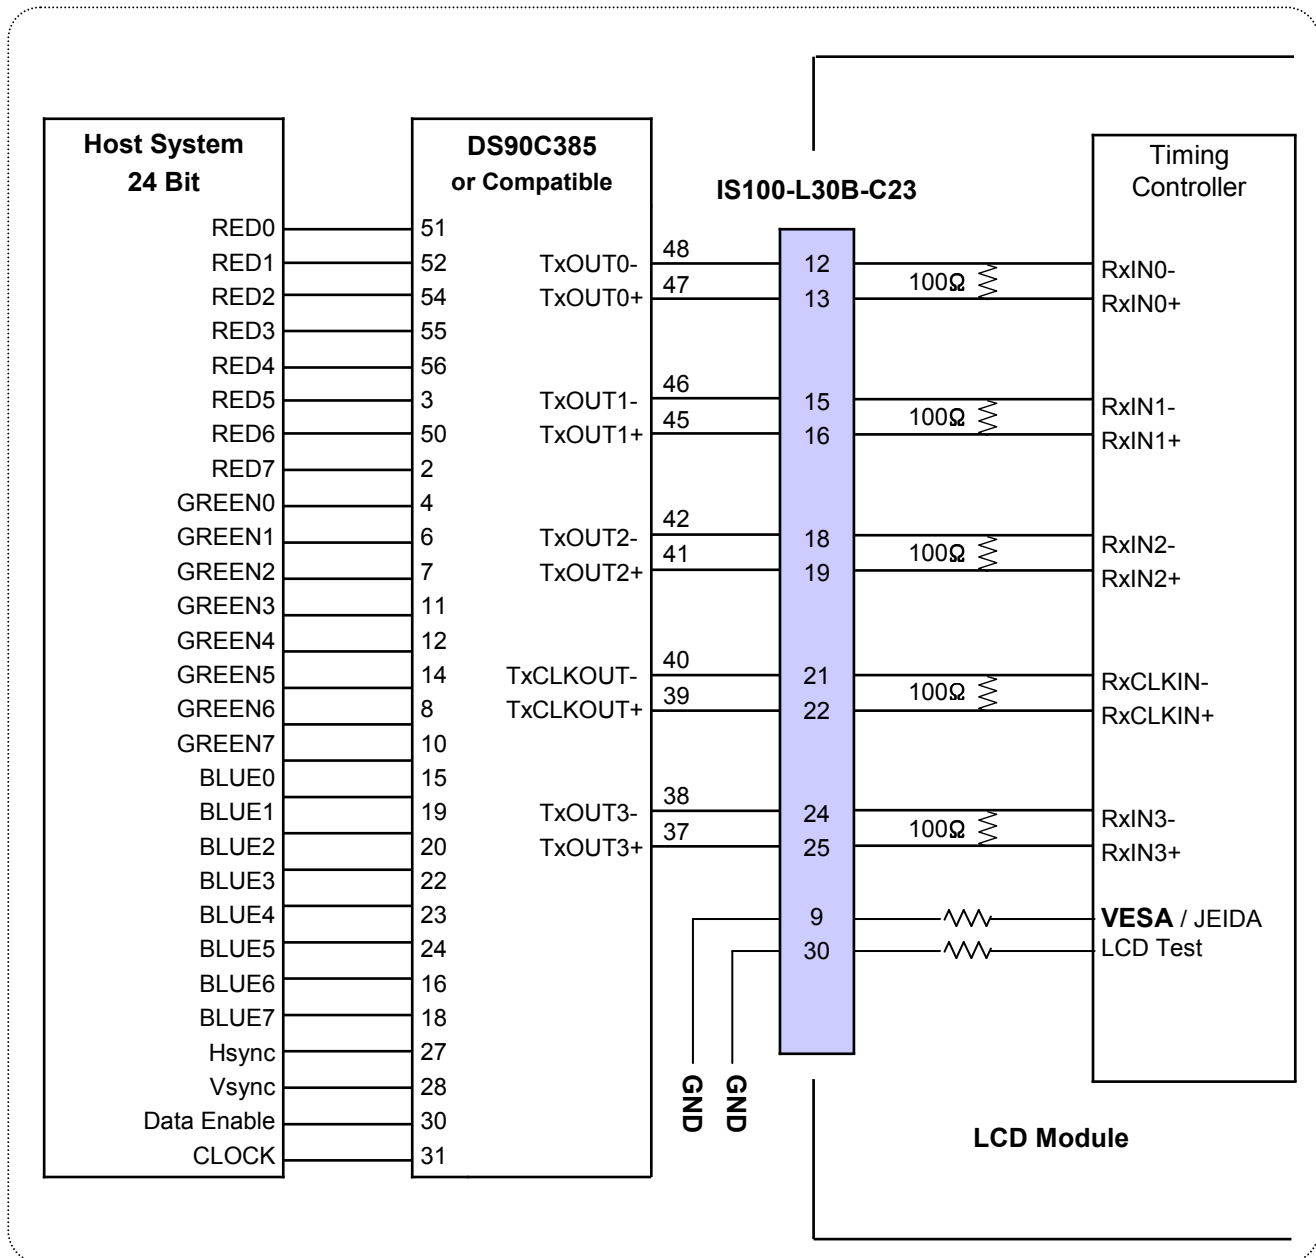 Host System
24 Bit
RED0
RED1
RED2
RED3
RED4
RED5
RED6
RED7
GREEN0
GREEN1
GREEN2
GREEN3
GREEN4
GREEN5
GREEN6
GREEN7
BLUE0
BLUE1
BLUE2
BLUE3
BLUE4
BLUE5
BLUE6
BLUE7
Hsync
Vsync
Data Enable
CLOCK
DS90C385
or Compatible
51
52
54
55
56
3
50
2
4
6
7
11
12
14
8
10
15
19
20
22
23
24
16
18
27
28
30
31
TxOUT0-
TxOUT0+
TxOUT1-
TxOUT1+
TxOUT2-
TxOUT2+
TxCLKOUT-
TxCLKOUT+
TxOUT3-
TxOUT3+
48
47
46
45
42
41
40
39
38
37
GND
GND
IS100-L30B-C23
12
13
15
16
18
19
21
22
24
25
9
30
100Ω
100Ω
100Ω
100Ω
100Ω
Timing
Controller
RxIN0-
RxIN0+
RxIN1-
RxIN1+
RxIN2-
RxIN2+
RxCLKIN-
RxCLKIN+
RxIN3-
RxIN3+
VESA / JEIDA
LCD Test
LCD Module